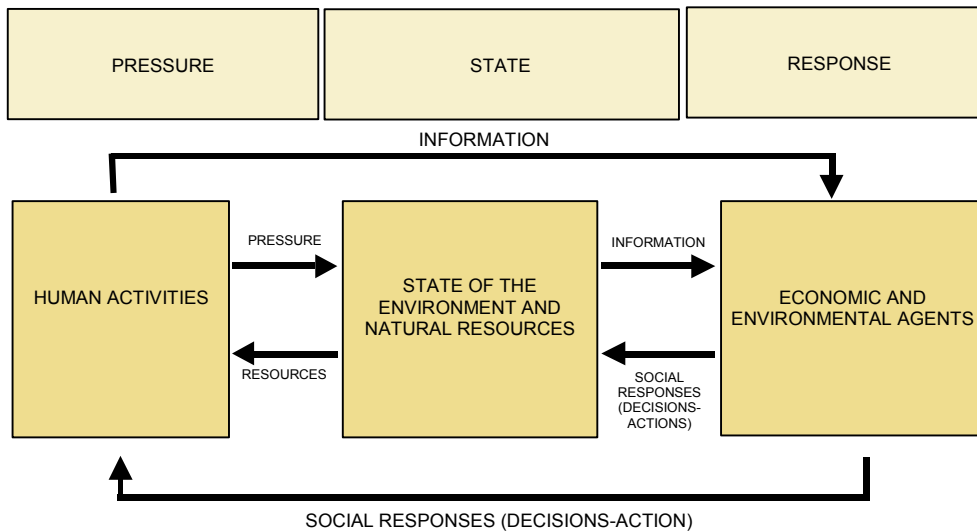 PRESSURE
STATE
RESPONSE
INFORMATION
PRESSURE
INFORMATION
HUMAN ACTIVITIES
STATE OF THE
ENVIRONMENT AND
NATURAL RESOURCES
ECONOMIC AND
ENVIRONMENTAL AGENTS
RESOURCES
SOCIAL
RESPONSES
(DECISIONS-
ACTIONS)
SOCIAL RESPONSES (DECISIONS-ACTION)